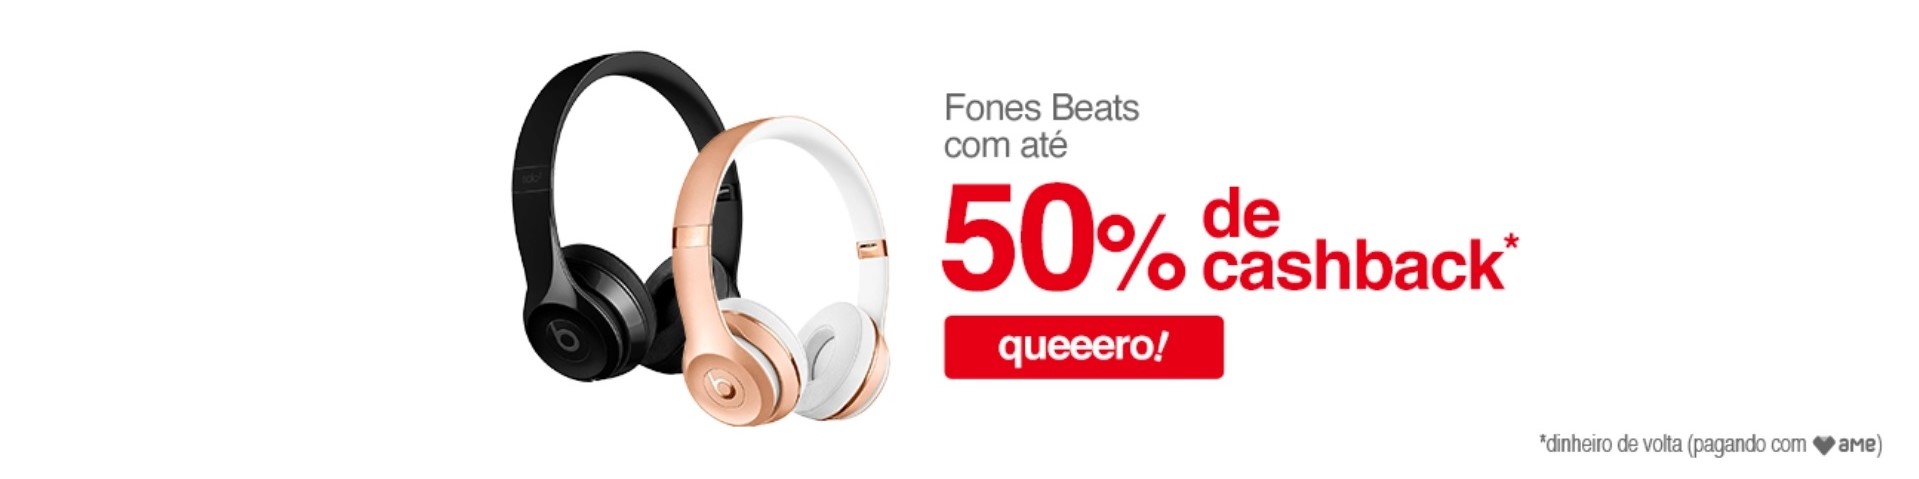 Fones Beats
com até
50% de
cashback*
queeero!
*dinheiro de volta (pagando com ame)